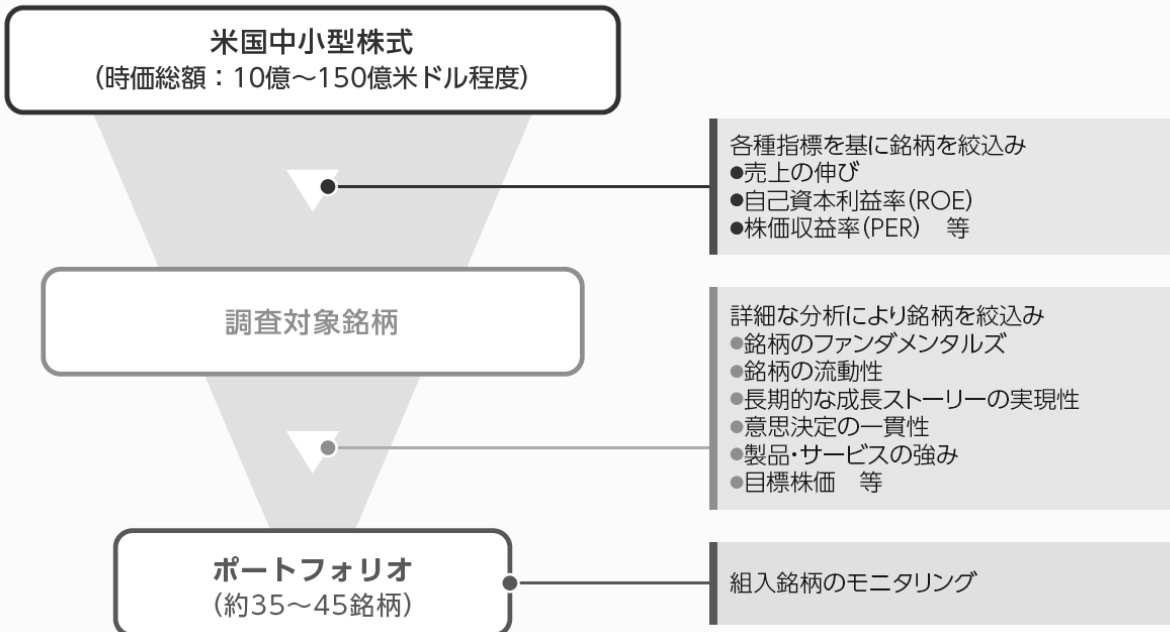 米国中小型株式
（時価総額：10億～150億米ドル程度）
各種指標を基に銘柄を絞込み
●売上の伸び
●自己資本利益率（ROE）
●株価収益率（PER）　等
調査対象銘柄
詳細な分析により銘柄を絞込み
●銘柄のファンダメンタルズ
●銘柄の流動性
●長期的な成長ストーリーの実現性
●意思決定の一貫性
●製品・サービスの強み
●目標株価　等
ポートフォリオ
（約35～45銘柄）
組入銘柄のモニタリング